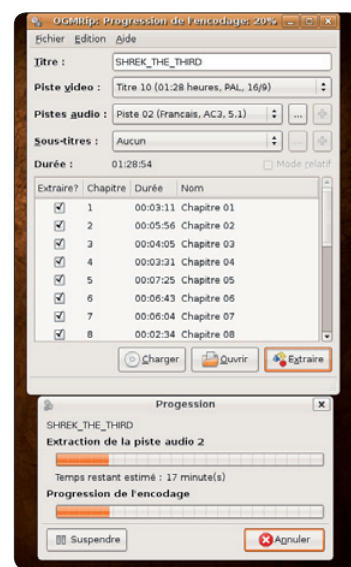 OGMRip: Progression de l'encodage: 20%
Fichier Edition Aide
Titre : SHREK_THE_THIRD
Piste video : Titre 10 (01:28 heures, PAL, 16/9)
Pistes audio : Piste 02 (Francais, AC3, 5.1) ...
Sous-titres : Aucun ...
Durée : 01:28:54 Mode relatif
Extraire? Chapitre Durée Nom
1 00:03:11 Chapitre 01
2 00:05:56 Chapitre 02
3 00:04:05 Chapitre 03
4 00:03:31 Chapitre 04
5 00:07:25 Chapitre 05
6 00:06:43 Chapitre 06
7 00:06:04 Chapitre 07
8 00:02:34 Chapitre 08
Charger Ouvrir Extraire
Progession
SHREK_THE_THIRD
Extraction de la piste audio 2
Temps restant estimé : 17 minute(s)
Progression de l'encodage
Suspendre Annuler